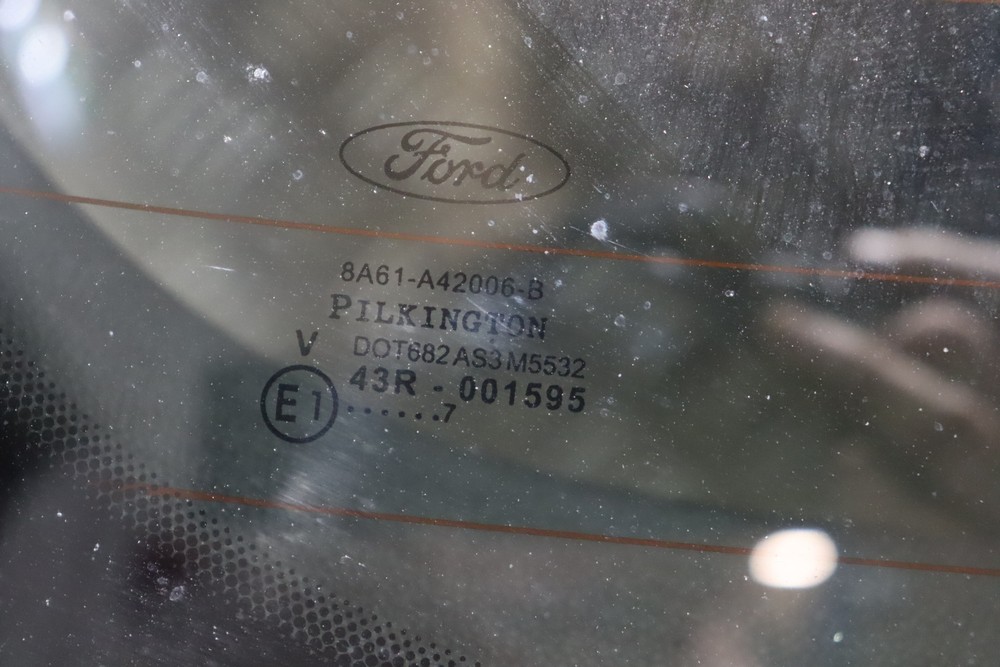 Ford
8A61-A42006-B
PILKINGTON
V DOT682 AS3 M5532
E1 43R - 001595
......7